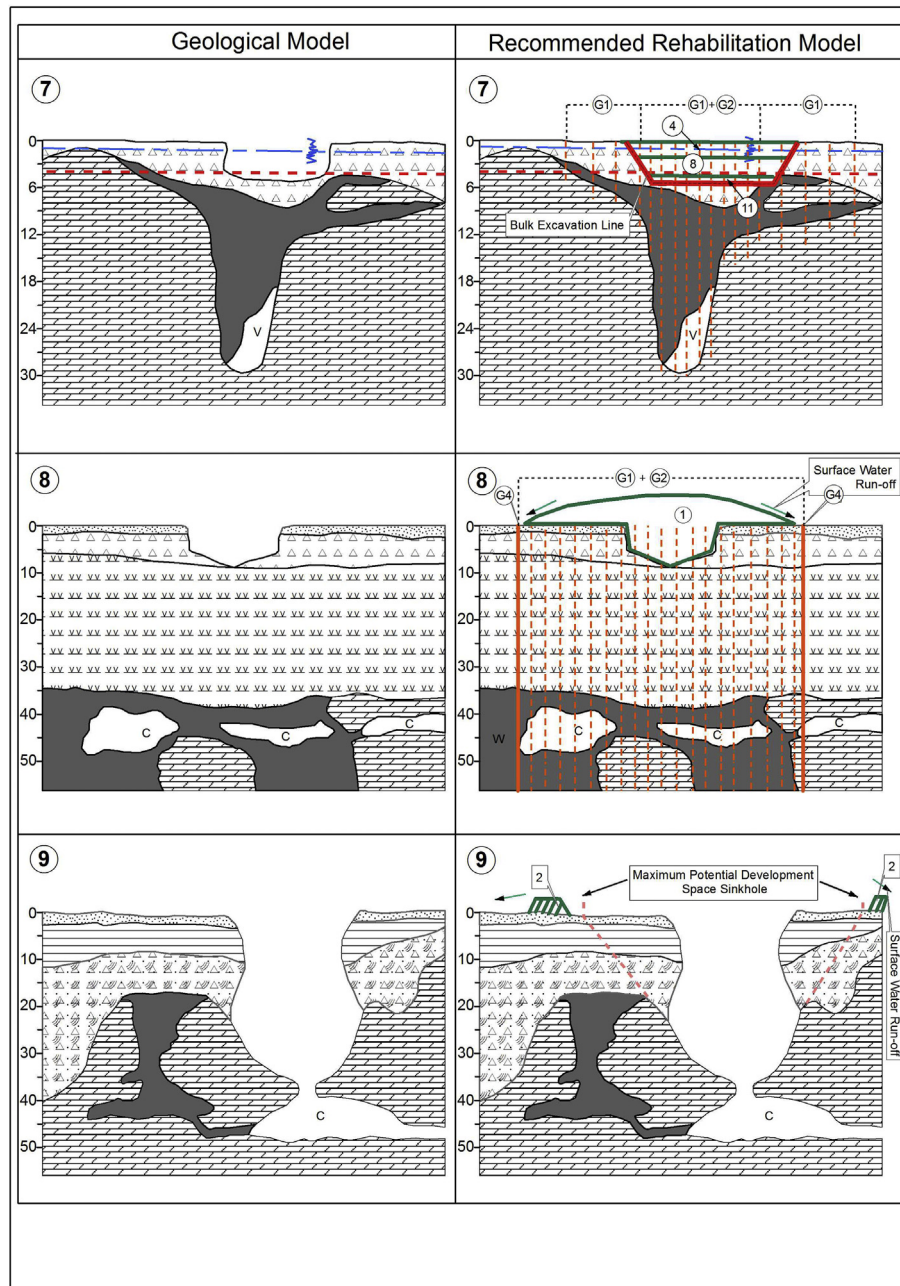 Geological Model
Recommended Rehabilitation Model
7
0
6
12
18
24
30
V
7
G1
G1 + G2
G1
4
8
11
Bulk Excavation Line
0
6
12
18
24
30
V
8
0
10
20
30
40
50
C
C
C
8
G1 + G2
Surface Water
Run-off
G4
G4
1
0
10
20
30
40
50
W
C
C
C
9
0
10
20
30
40
50
C
9
2
Maximum Potential Development
Space Sinkhole
2
Surface Water Run-off
0
10
20
30
40
50
C